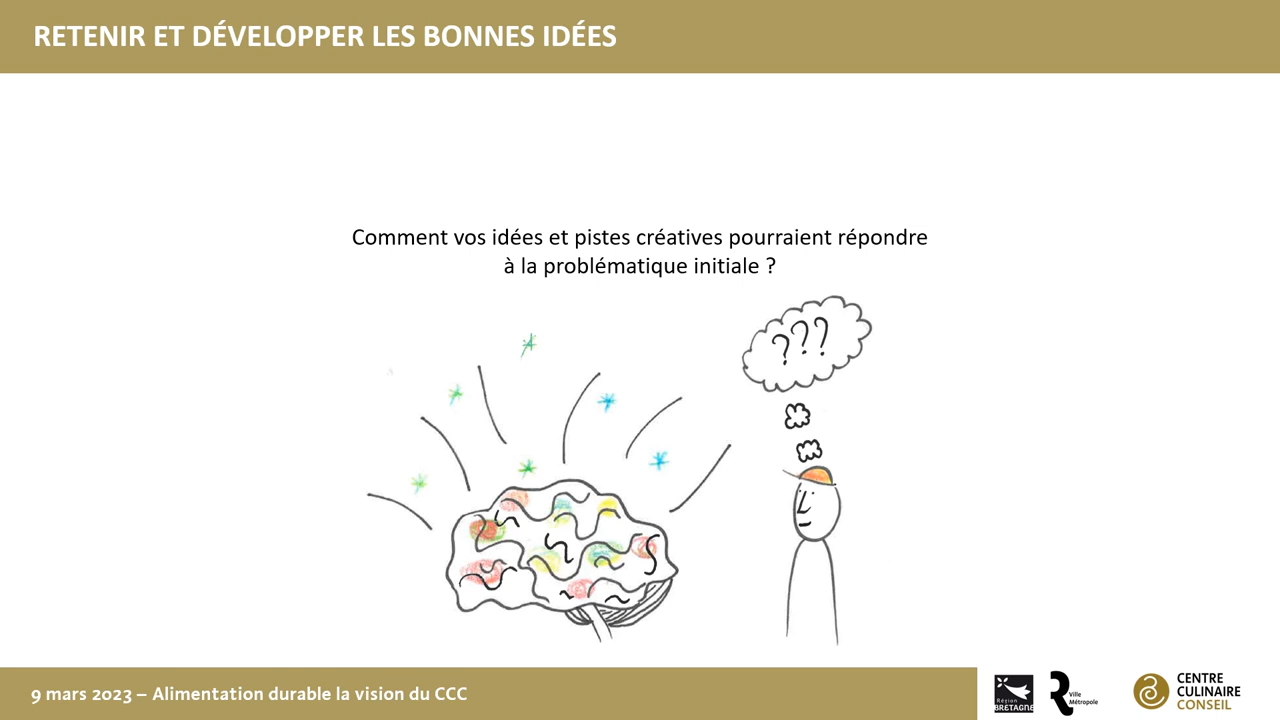 RETENIR ET DÉVELOPPER LES BONNES IDÉES
Comment vos idées et pistes créatives pourraient répondre
à la problématique initiale ?
???
9 mars 2023 – Alimentation durable la vision du CCC
Région
BRETAGNE
R
Ville
Métropole
CENTRE
CULINAIRE
CONSEIL